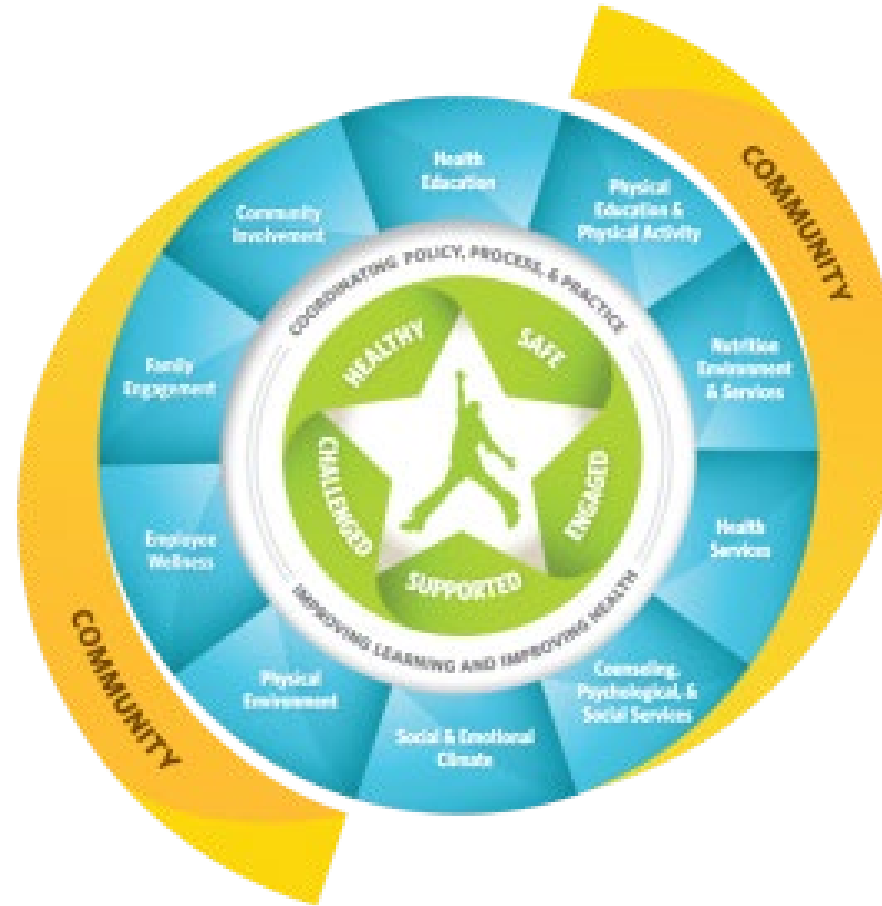 COMMUNITY
Health
Education
Physical
Education &
Physical Activity
Nutrition
Environment
& Services
Health
Services
Counseling,
Psychological, &
Social Services
Social & Emotional
Climate
Physical
Environment
Employee
Wellness
Family
Engagement
Community
Involvement
COORDINATING POLICY, PROCESS, & PRACTICE
IMPROVING LEARNING AND IMPROVING HEALTH
HEALTHY
SAFE
ENGAGED
SUPPORTED
CHALLENGED
COMMUNITY